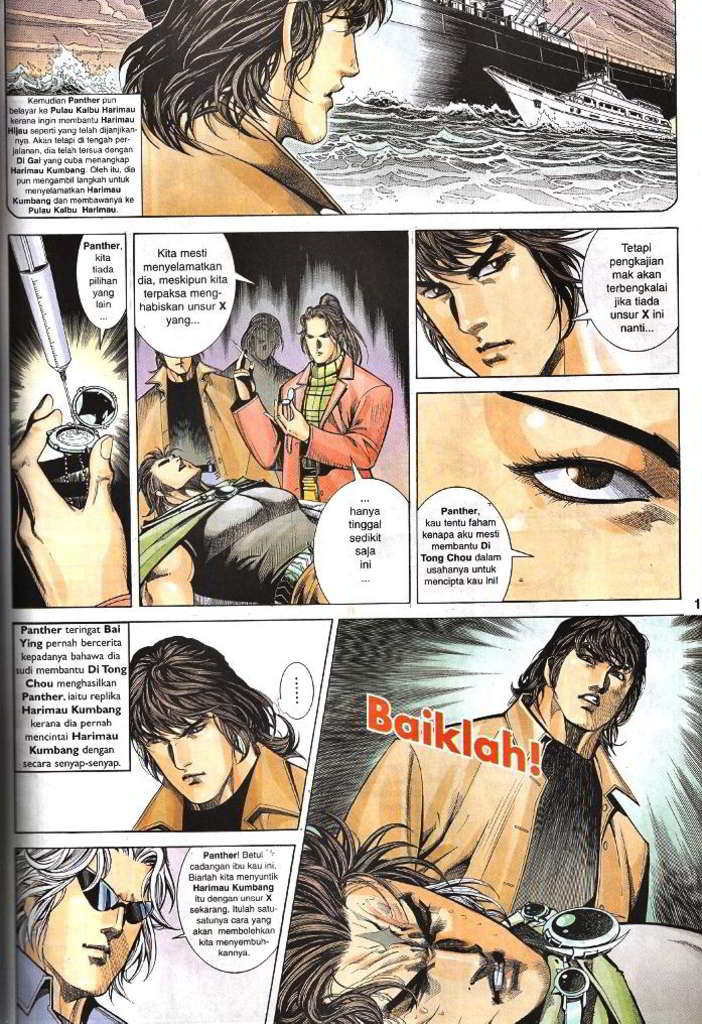 Kemudian Panther pun
belayar ke Pulau Kalbu Harimau
kerana ingin membantu Harimau
Hijau seperti yang telah dijanjikan-
nya. Akan tetapi di tengah per-
jalanan, dia telah tersua dengan
Di Gai yang cuba menangkap
Harimau Kumbang. Oleh itu, dia
pun mengambil langkah untuk
menyelamatkan Harimau
Kumbang dan membawanya ke
Pulau Kalbu Harimau.
Panther,
kita
tiada
pilihan
yang
lain
...
Kita mesti
menyelamatkan
dia, meskipun kita
terpaksa meng-
habiskan unsur X
yang...
...
hanya
tinggal
sedikit
saja
ini
...
Tetapi
pengkajian
mak akan
terbengkalai
jika tiada
unsur X ini
nanti...
Panther,
kau tentu faham
kenapa aku mesti
membantu Di
Tong Chou dalam
usahanya untuk
mencipta kau ini!
1
Panther teringat Bai
Ying pernah bercerita
kepadanya bahawa dia
sudi membantu Di Tong
Chou menghasilkan
Panther, iaitu replika
Harimau Kumbang
kerana dia pernah
mencintai Harimau
Kumbang dengan
secara senyap-senyap.
......
Baiklah!
Panther! Betul
cadangan ibu kau ini.
Biarlah kita menyuntik
Harimau Kumbang
itu dengan unsur X
sekarang. Itulah satu-
satunya cara yang
akan membolehkan
kita menyembuh-
kannya.